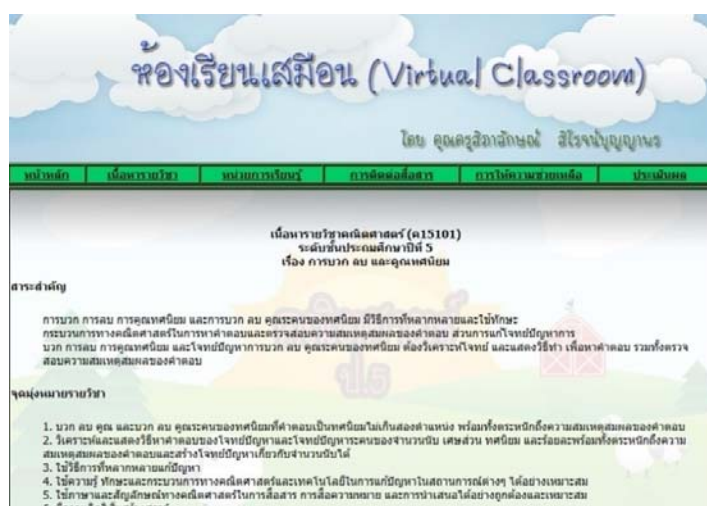 ห้องเรียนเสมือน (Virtual Classroom)
โดย คุณครูสิภาลักษณ์
หน้าหลัก เนื้อหารายวิชา หน่วยการเรียนรู้ การติดต่อสื่อสาร การให้ความช่วยเหลือ ประเมินผล
เนื้อหารายวิชาคณิตศาสตร์ (ค15101)
ระดับชั้นประถมศึกษาปีที่ 5
เรื่อง การบวก ลบ และคูณทศนิยม
สาระสำคัญ
การบวก การลบ การคูณทศนิยม และการบวก ลบ คูณระคนของทศนิยม มีวิธีการที่หลากหลายและใช้ทักษะ
กระบวนการทางคณิตศาสตร์ในการหาคำตอบและตรวจสอบความสมเหตุสมผลของคำตอบ ส่วนการแก้โจทย์ปัญหาการ
บวก การลบ การคูณทศนิยม และโจทย์ปัญหาการบวก ลบ คูณระคนของทศนิยม ต้องวิเคราะห์โจทย์ และแสดงวิธีทำ เพื่อหาคำตอบ รวมทั้งตรวจ
สอบความสมเหตุสมผลของคำตอบ
คณิตศาสตร์
ป.5
จุดมุ่งหมายรายวิชา
1. บวก ลบ คูณ และบวก ลบ คูณระคนของทศนิยมที่คำตอบเป็นทศนิยมไม่เกินสองตำแหน่ง พร้อมทั้งตระหนักถึงความสมเหตุสมผลของคำตอบ
2. วิเคราะห์และแสดงวิธีหาคำตอบของโจทย์ปัญหาและโจทย์ปัญหาระคนของจำนวนนับ เศษส่วน ทศนิยม และร้อยละพร้อมทั้งตระหนักถึงความ
สมเหตุสมผลของคำตอบและสร้างโจทย์ปัญหาเกี่ยวกับจำนวนนับได้
3. ใช้วิธีการที่หลากหลายแก้ปัญหา
4. ใช้ความรู้ ทักษะและกระบวนการทางคณิตศาสตร์และเทคโนโลยีในการแก้ปัญหาในสถานการณ์ต่างๆ ได้อย่างเหมาะสม
5. ใช้ภาษาและสัญลักษณ์ทางคณิตศาสตร์ในการสื่อสาร การสื่อความหมาย และการนำเสนอได้อย่างถูกต้องและเหมาะสม